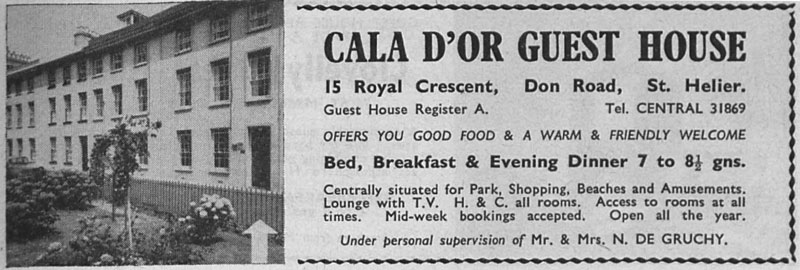 CALA D'OR GUEST HOUSE
15 Royal Crescent, Don Road, St. Helier.
Guest House Register A. Tel. CENTRAL 31869
OFFERS YOU GOOD FOOD & A WARM & FRIENDLY WELCOME
Bed, Breakfast & Evening Dinner 7 to 8½ gns.
Centrally situated for Park, Shopping, Beaches and Amusements.
Lounge with T.V. H. & C. all rooms. Access to rooms at all
times. Mid-week bookings accepted. Open all the year.
Under personal supervision of Mr. & Mrs. N. DE GRUCHY.